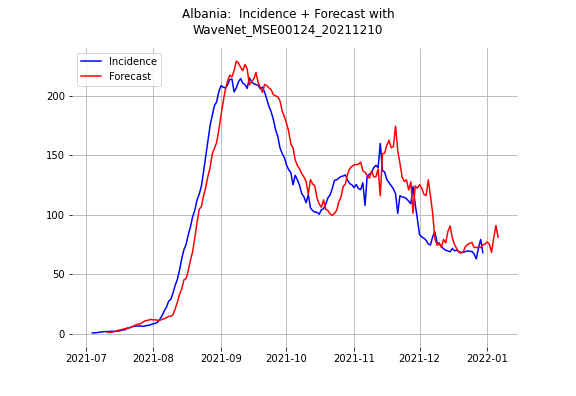 Albania:  Incidence + Forecast with
WaveNet_MSE00124_20211210
Incidence
Forecast
200
150
100
50
0
2021-07 2021-08 2021-09 2021-10 2021-11 2021-12 2022-01